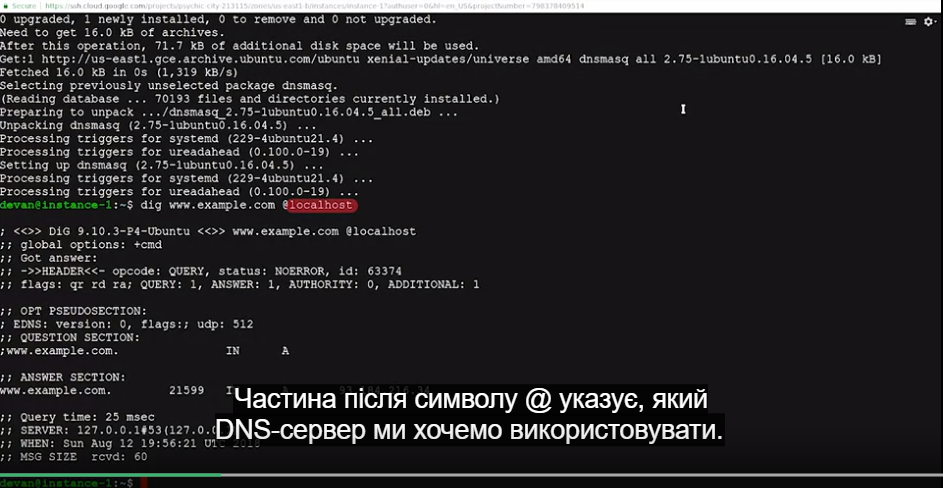 Secure https://ssh.cloud.google.com/projects/psychic-city-213115/zones/us-east1-b/instances/instance-1?authuser=0&hl=en_US&projectNumber=798378409514
0 upgraded, 1 newly installed, 0 to remove and 0 not upgraded.
Need to get 16.0 kB of archives.
After this operation, 71.7 kB of additional disk space will be used.
Get:1 http://us-east1.gce.archive.ubuntu.com/ubuntu xenial-updates/universe amd64 dnsmasq all 2.75-1ubuntu0.16.04.5 [16.0 kB]
Fetched 16.0 kB in 0s (1,319 kB/s)
Selecting previously unselected package dnsmasq.
(Reading database ... 70193 files and directories currently installed.)
Preparing to unpack .../dnsmasq_2.75-1ubuntu0.16.04.5_all.deb ...
Unpacking dnsmasq (2.75-1ubuntu0.16.04.5) ...
Processing triggers for systemd (229-4ubuntu21.4) ...
Processing triggers for ureadahead (0.100.0-19) ...
Setting up dnsmasq (2.75-1ubuntu0.16.04.5) ...
Processing triggers for systemd (229-4ubuntu21.4) ...
Processing triggers for ureadahead (0.100.0-19) ...
devan@instance-1:~$ dig www.example.com @localhost
; <<>> DiG 9.10.3-P4-Ubuntu <<>> www.example.com @localhost
;; global options: +cmd
;; Got answer:
;; ->>HEADER<<- opcode: QUERY, status: NOERROR, id: 63374
;; flags: qr rd ra; QUERY: 1, ANSWER: 1, AUTHORITY: 0, ADDITIONAL: 1
;; OPT PSEUDOSECTION:
; EDNS: version: 0, flags:; udp: 512
;; QUESTION SECTION:
;www.example.com. IN A
;; ANSWER SECTION:
www.example.com. 21599
Частина після символу @ указує, який
DNS-сервер ми хочемо використовувати.
;; Query time: 25 msec
;; SERVER: 127.0.0.1#53(127.0.
;; WHEN: Sun Aug 12 19:56:21
;; MSG SIZE rcvd: 60
devan@instance-1:~$